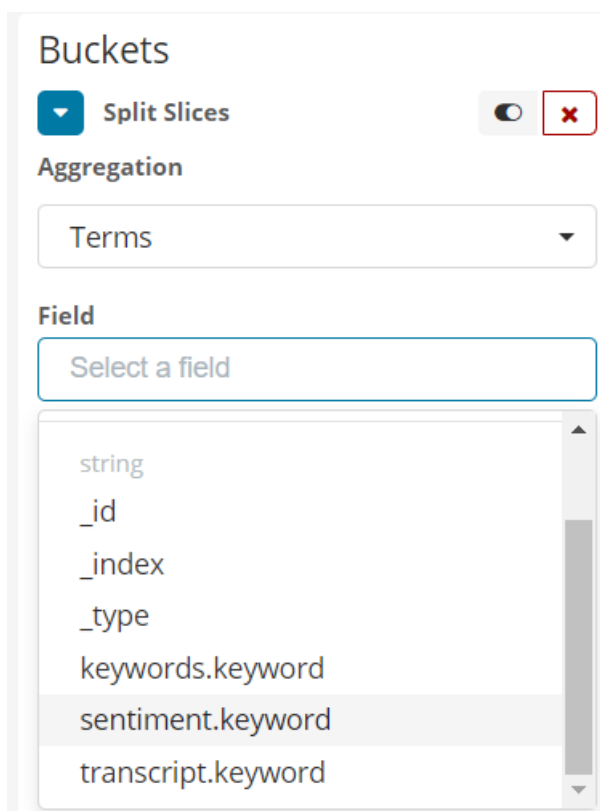 Buckets
Split Slices
Aggregation
Terms
Field
Select a field
string
_id
_index
_type
keywords.keyword
sentiment.keyword
transcript.keyword